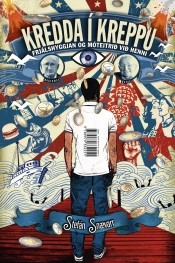 KREDDA Í KREPPU
FRJÁLSHYGGJAN OG MÓTEITRIÐ VIÐ HENNI
Stefán Snævarr